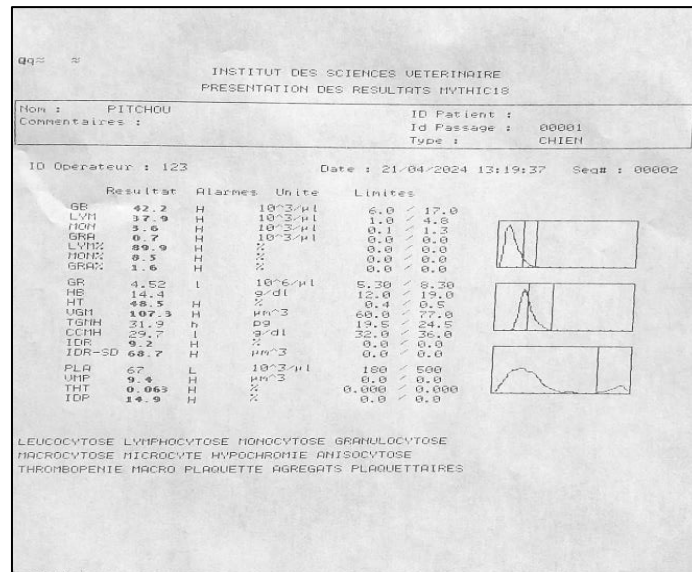 INSTITUT DES SCIENCES VETERINAIRE
PRESENTATION DES RESULTATS MYTHIC18
Nom : PITCHOU ID Patient :
Commentaires : Id Passage : 00001
Type : CHIEN
ID Operateur : 123 Date : 21/04/2024 13:19:37 Seq# : 00002
Resultat Alarmes Unite Limites
GB 42.2 H 10^3/µl 6.0 / 17.0
LYM 37.9 H 10^3/µl 1.0 / 4.8
MON 3.6 H 10^3/µl 0.1 / 1.3
GRA 0.7 H 10^3/µl 0.0 / 0.0
LYM% 89.9 H % 0.0 / 0.0
MON% 8.5 H % 0.0 / 0.0
GRA% 1.6 H % 0.0 / 0.0
GR 4.52 l 10^6/µl 5.30 / 8.30
HB 14.4 g/dl 12.0 / 19.0
HT 48.5 H % 0.4 / 0.5
VGM 107.3 H µm^3 60.0 / 77.0
TGMH 31.9 h pg 19.5 / 24.5
CCMH 29.7 l g/dl 32.0 / 36.0
IDR 9.2 H % 0.0 / 0.0
IDR-SD 68.7 H µm^3 0.0 / 0.0
PLA 67 L 10^3/µl 180 / 500
VMP 9.4 H µm^3 0.0 / 0.0
THT 0.063 H % 0.000 / 0.000
IDP 14.9 H % 0.0 / 0.0
LEUCOCYTOSE LYMPHOCYTOSE MONOCYTOSE GRANULOCYTOSE
MACROCYTOSE MICROCYTE HYPOCHROMIE ANISOCYTOSE
THROMBOPENIE MACRO PLAQUETTE AGREGATS PLAQUETTAIRES